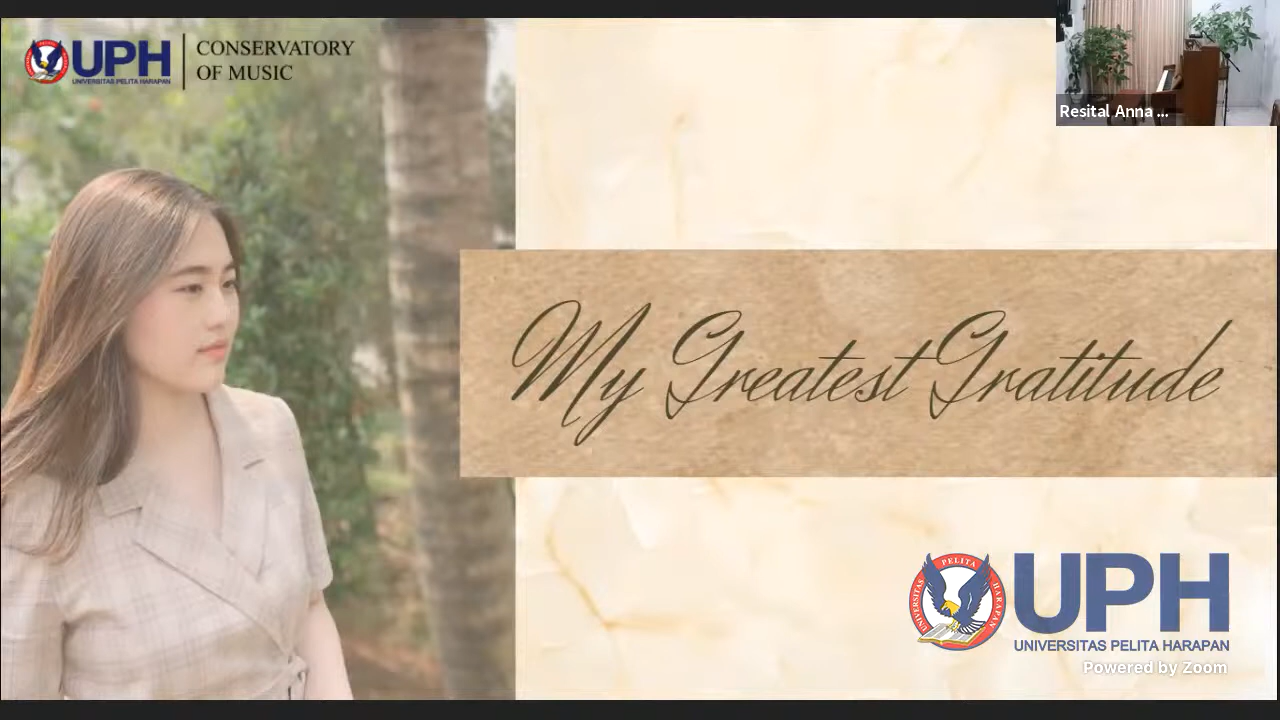 UPH
UNIVERSITAS PELITA HARAPAN
CONSERVATORY
OF MUSIC
Resital Anna ...
My Greatest Gratitude
UNIVERSITAS PELITA HARAPAN
UPH
UNIVERSITAS PELITA HARAPAN
Powered by Zoom